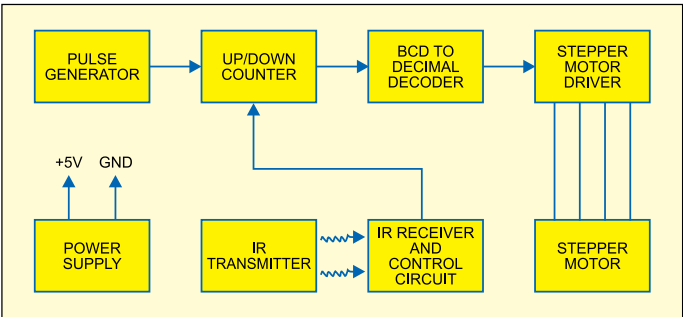 PULSE
GENERATOR
UP/DOWN
COUNTER
BCD TO
DECIMAL
DECODER
STEPPER
MOTOR
DRIVER
+5V GND
POWER
SUPPLY
IR
TRANSMITTER
IR RECEIVER
AND
CONTROL
CIRCUIT
STEPPER
MOTOR